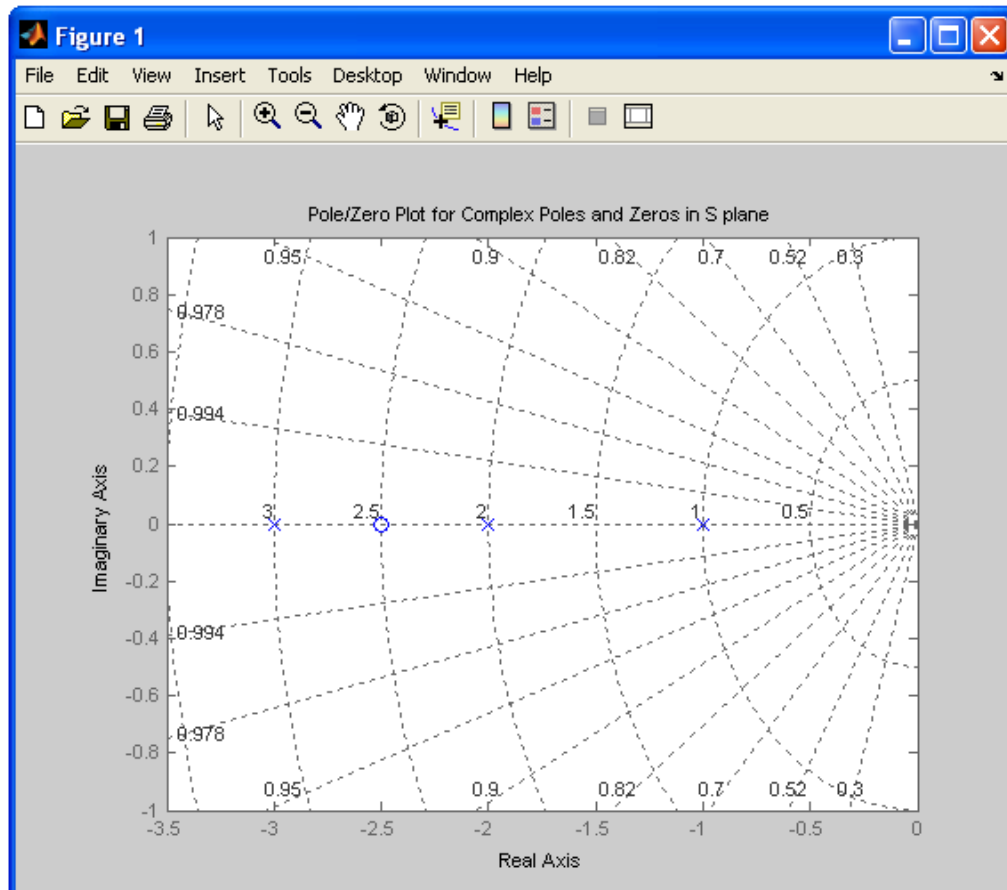 Figure 1
File Edit View Insert Tools Desktop Window Help
Pole/Zero Plot for Complex Poles and Zeros in S plane
1
0.95 0.9 0.82 0.7 0.52 0.3
0.8
0.978
0.6
0.4
0.994
0.2
3 2.5 2 1.5 1 0.5
0
Imaginary Axis
-0.2
-0.4
0.994
-0.6
0.978
-0.8
0.95 0.9 0.82 0.7 0.52 0.3
-1
-3.5 -3 -2.5 -2 -1.5 -1 -0.5 0
Real Axis